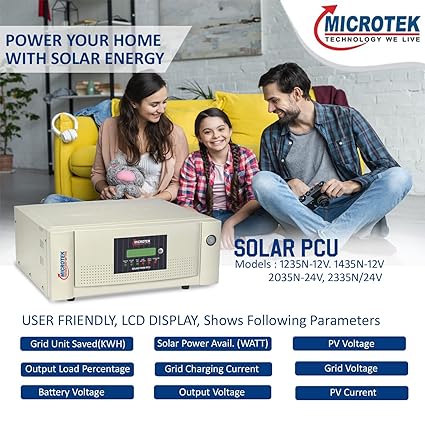 POWER YOUR HOME
WITH SOLAR ENERGY
MICROTEK
TECHNOLOGY WE LIVE
MICROTEK
MICROTEK
SOLAR PCU
Models : 1235N-12V. 1435N-12V
2035N-24V, 2335N/24V
USER FRIENDLY, LCD DISPLAY, Shows Following Parameters
Grid Unit Saved(KWH)
Solar Power Avail. (WATT)
PV Voltage
Output Load Percentage
Grid Charging Current
Grid Voltage
Battery Voltage
Output Voltage
PV Current